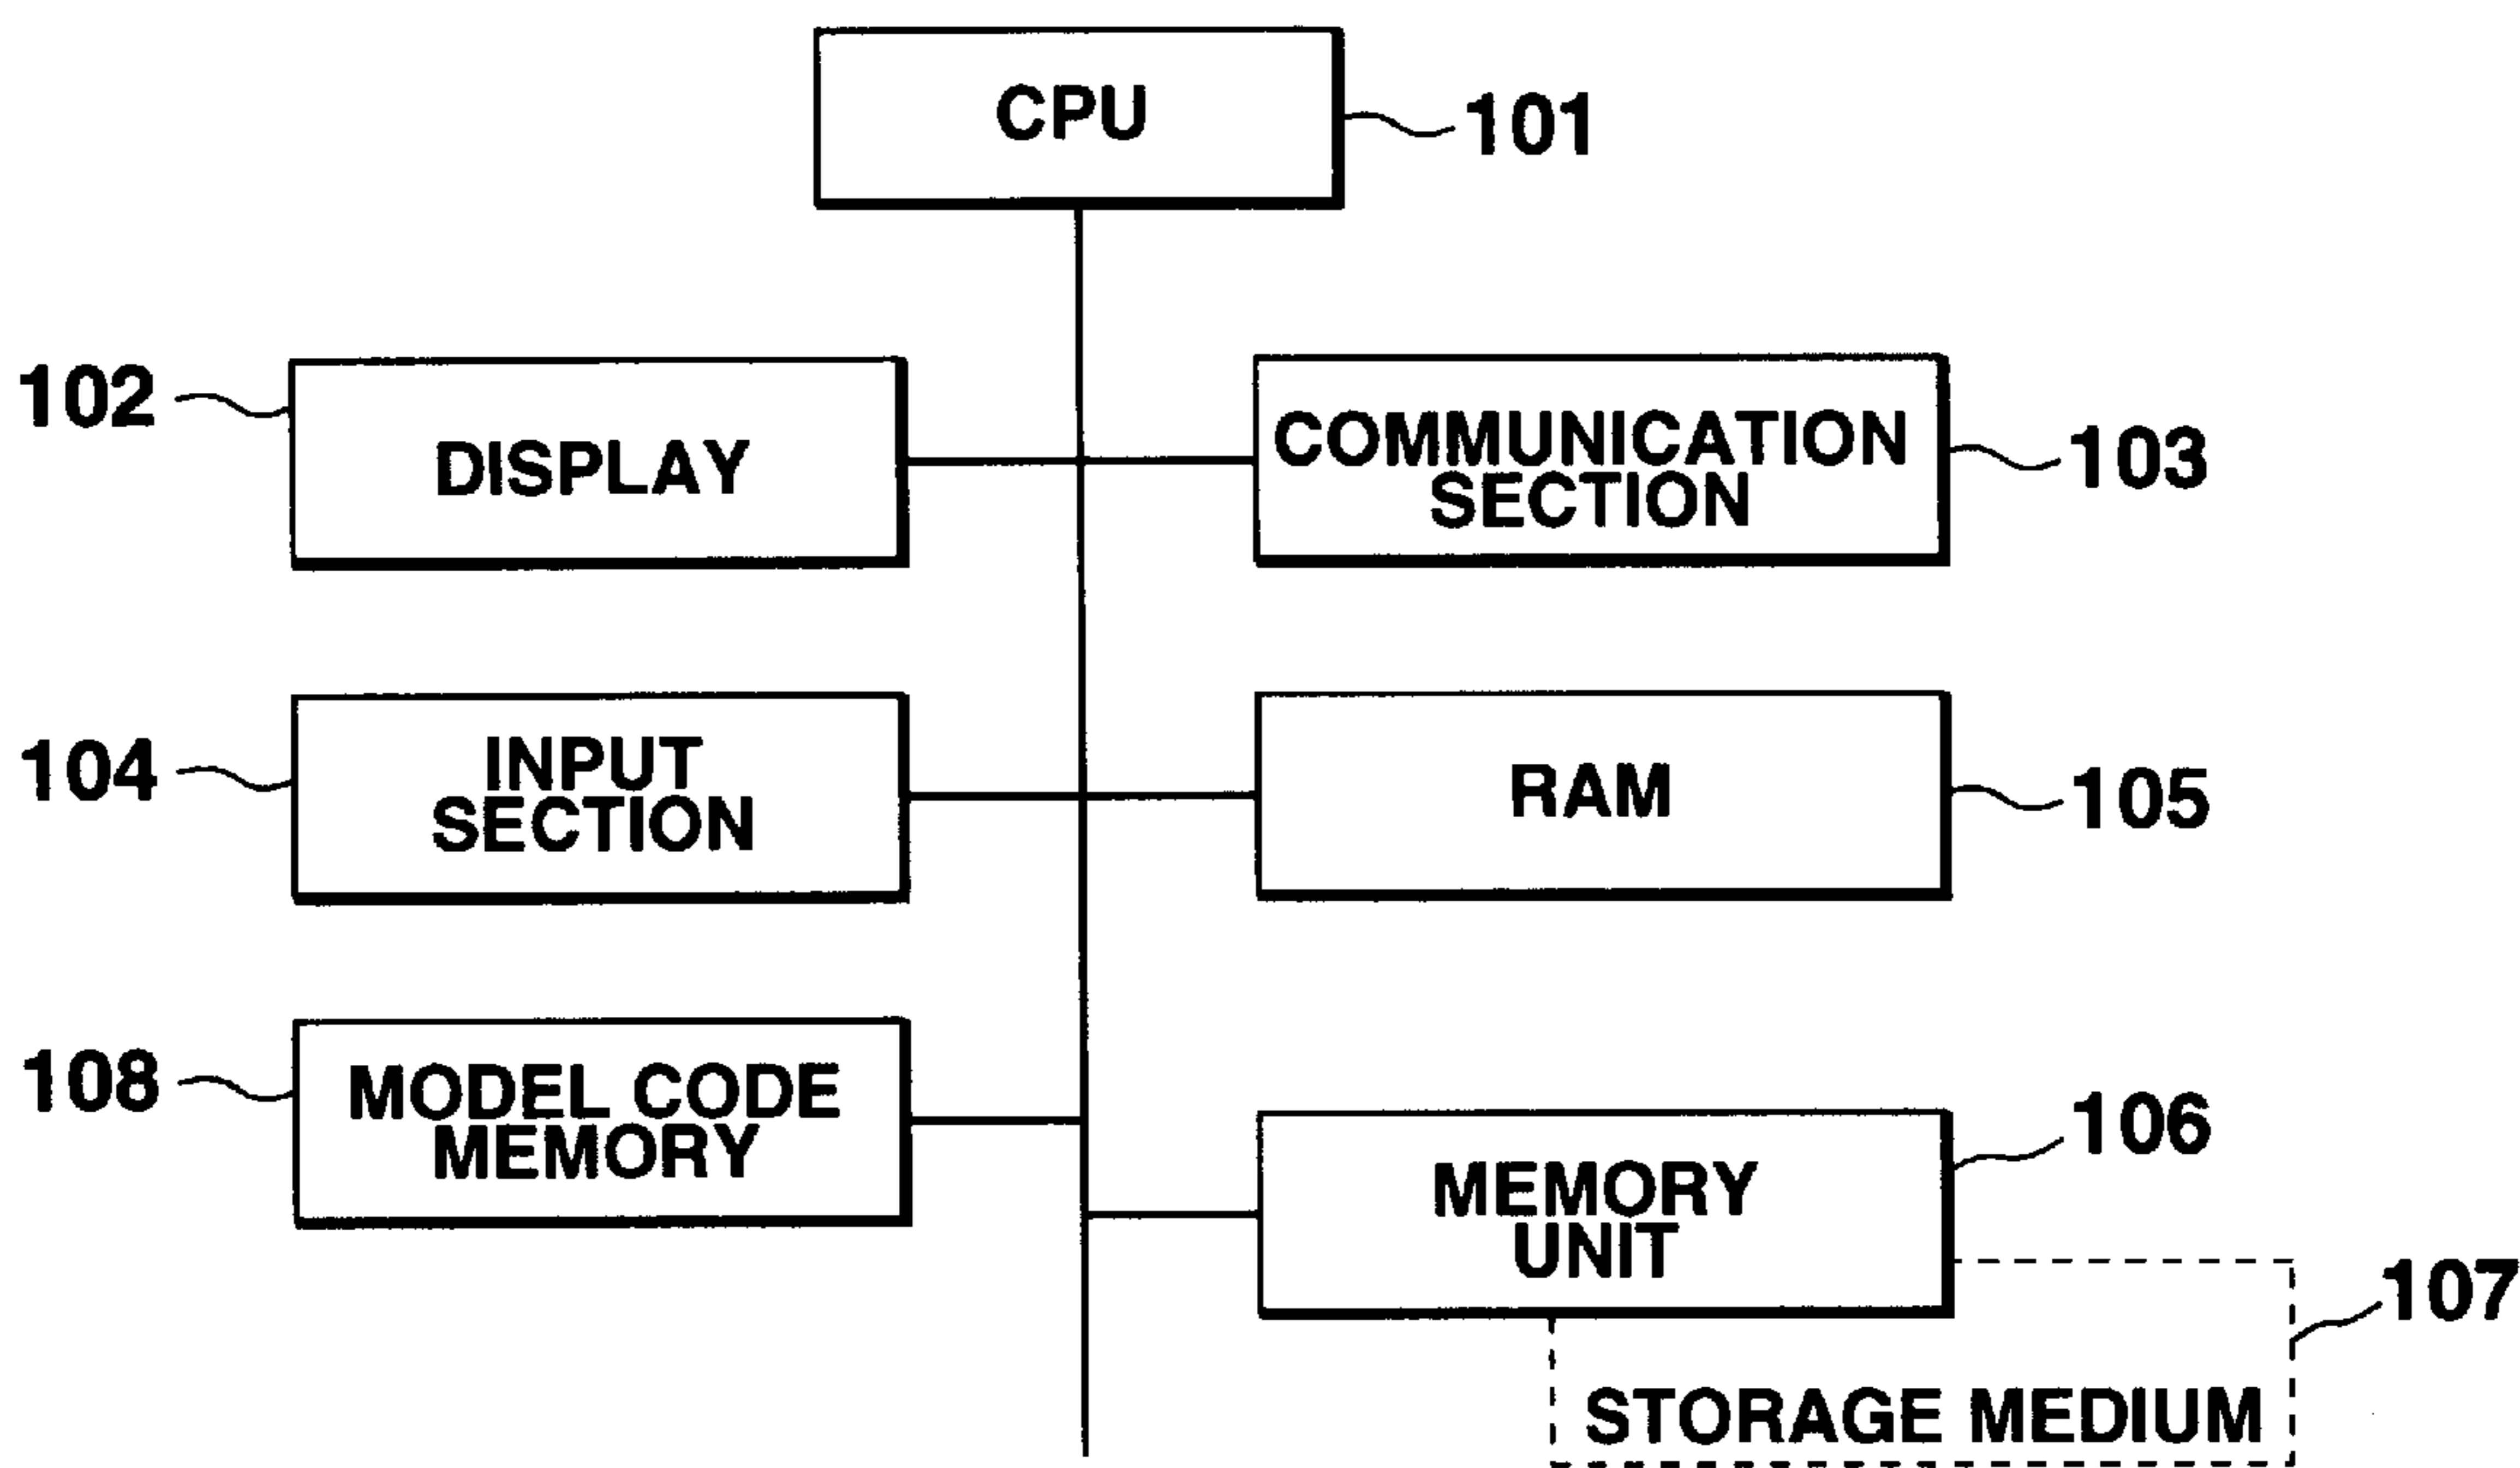 CPU
101
102
DISPLAY
COMMUNICATION
SECTION
103
104
INPUT
SECTION
RAM
105
108
MODEL CODE
MEMORY
MEMORY
UNIT
106
107
STORAGE MEDIUM